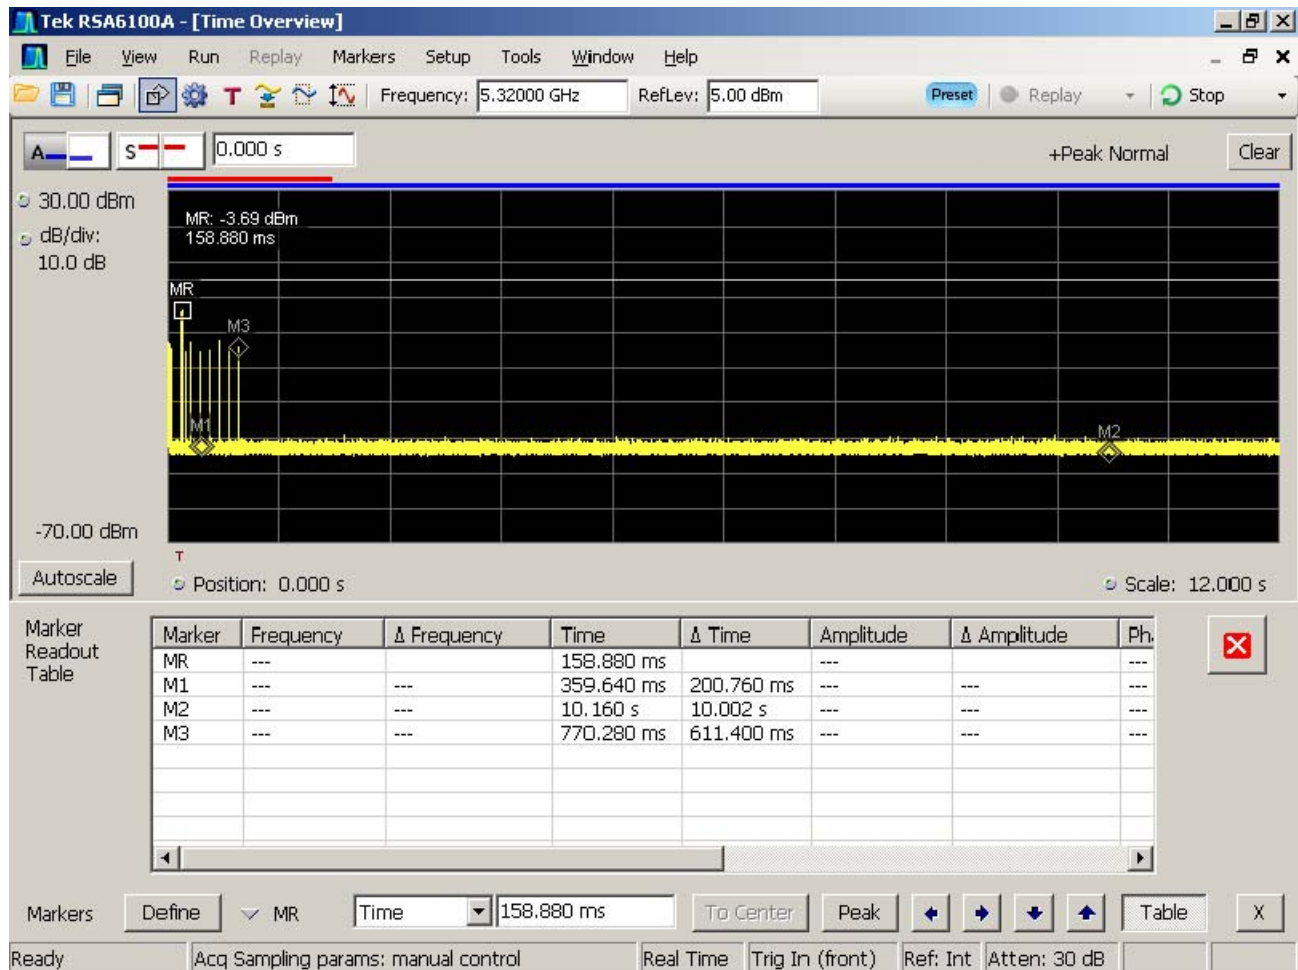 Tek RSA6100A - [Time Overview]
File View Run Replay Markers Setup Tools Window Help
T Frequency: 5.32000 GHz RefLev: 5.00 dBm Preset Replay Stop
A S 0.000 s +Peak Normal Clear
30.00 dBm
dB/div:
10.0 dB
MR: -3.69 dBm
158.880 ms
MR
M3
M1
M2
-70.00 dBm
T
Autoscale Position: 0.000 s Scale: 12.000 s
Marker Readout Table
Marker Frequency Δ Frequency Time Δ Time Amplitude Δ Amplitude Ph.
MR --- 158.880 ms --- ---
M1 --- --- 359.640 ms 200.760 ms --- --- ---
M2 --- --- 10.160 s 10.002 s --- --- ---
M3 --- --- 770.280 ms 611.400 ms --- --- ---
Markers Define MR Time 158.880 ms To Center Peak Table X
Ready Acq Sampling params: manual control Real Time Trig In (front) Ref: Int Atten: 30 dB